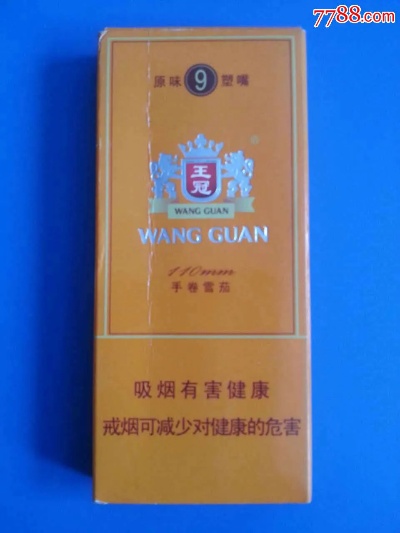 7788.com
原味 9 塑嘴
王冠
WANG GUAN
WANG GUAN
110mm
手卷雪茄
吸烟有害健康
戒烟可减少对健康的危害